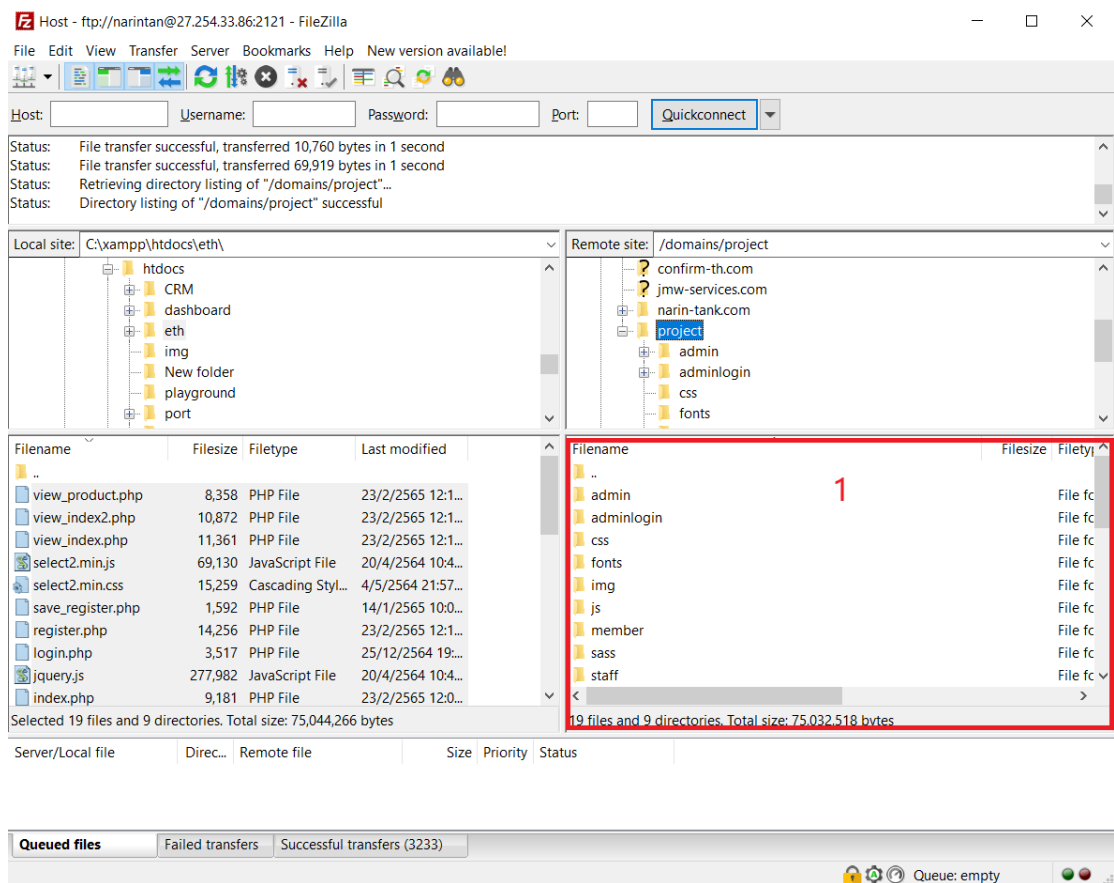 Host - ftp://narintan@27.254.33.86:2121 - FileZilla
File Edit View Transfer Server Bookmarks Help New version available!
Host: Username: Password: Port: Quickconnect
Status: File transfer successful, transferred 10,760 bytes in 1 second
Status: File transfer successful, transferred 69,919 bytes in 1 second
Status: Retrieving directory listing of "/domains/project"...
Status: Directory listing of "/domains/project" successful
Local site: C:\xampp\htdocs\eth\
htdocs
CRM
dashboard
eth
img
New folder
playground
port
Remote site: /domains/project
confirm-th.com
jmw-services.com
narin-tank.com
project
admin
adminlogin
css
fonts
Filename Filesize Filetype Last modified
..
view_product.php 8,358 PHP File 23/2/2565 12:1...
view_index2.php 10,872 PHP File 23/2/2565 12:1...
view_index.php 11,361 PHP File 23/2/2565 12:1...
select2.min.js 69,130 JavaScript File 20/4/2564 10:4...
select2.min.css 15,259 Cascading Styl... 4/5/2564 21:57...
save_register.php 1,592 PHP File 14/1/2565 10:0...
register.php 14,256 PHP File 23/2/2565 12:1...
login.php 3,517 PHP File 25/12/2564 19:...
jquery.js 277,982 JavaScript File 20/4/2564 10:4...
index.php 9,181 PHP File 23/2/2565 12:0...
Selected 19 files and 9 directories. Total size: 75,044,266 bytes
Filename Filesize Filety
..
1
admin File fc
adminlogin File fc
css File fc
fonts File fc
img File fc
js File fc
member File fc
sass File fc
staff File fc
19 files and 9 directories. Total size: 75,032,518 bytes
Server/Local file Direc... Remote file Size Priority Status
Queued files Failed transfers Successful transfers (3233)
Queue: empty